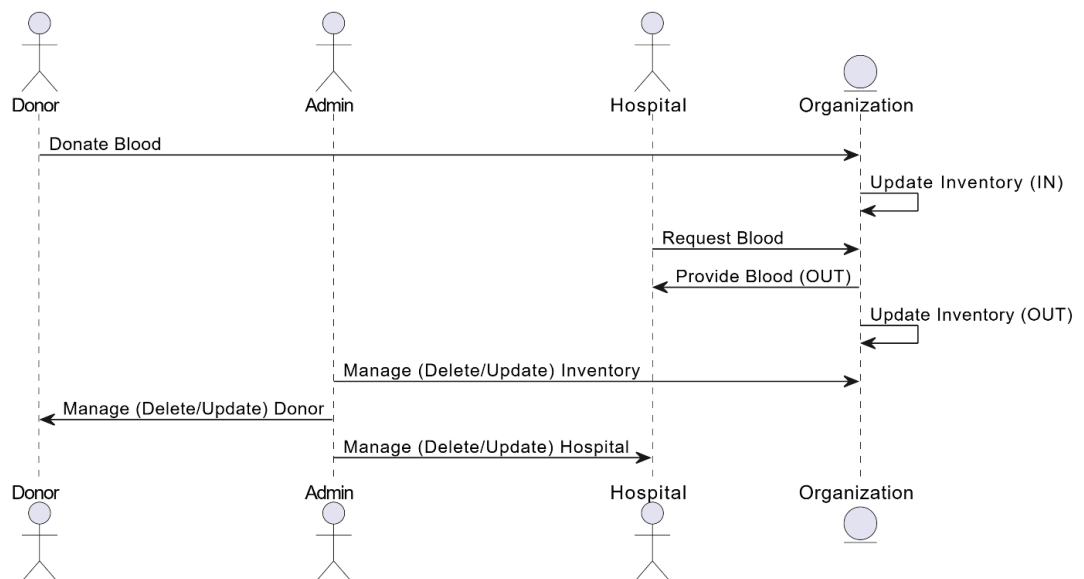 Donor
Admin
Hospital
Organization
Donate Blood
Update Inventory (IN)
Request Blood
Provide Blood (OUT)
Update Inventory (OUT)
Manage (Delete/Update) Inventory
Manage (Delete/Update) Donor
Manage (Delete/Update) Hospital
Donor
Admin
Hospital
Organization